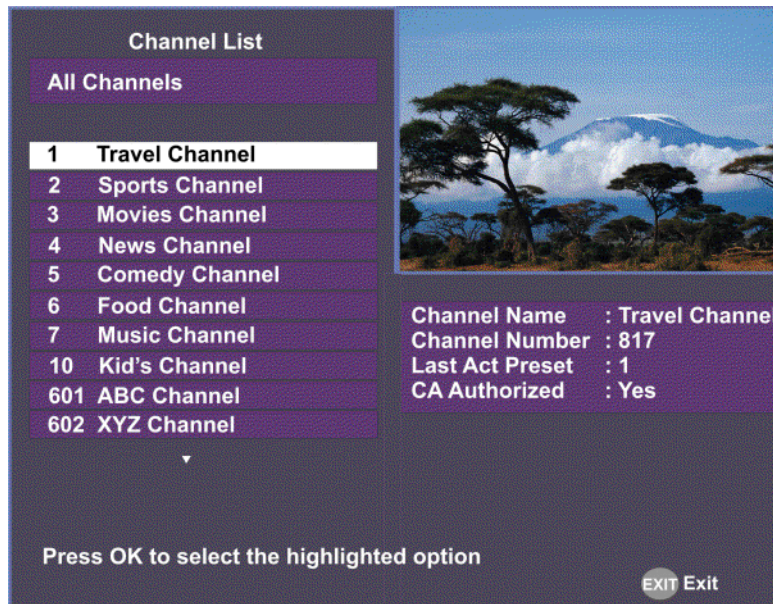 Channel List
All Channels
1 Travel Channel
2 Sports Channel
3 Movies Channel
4 News Channel
5 Comedy Channel
6 Food Channel
7 Music Channel
10 Kid's Channel
601 ABC Channel
602 XYZ Channel
Channel Name : Travel Channe
Channel Number : 817
Last Act Preset : 1
CA Authorized : Yes
Press OK to select the highlighted option
EXIT Exit